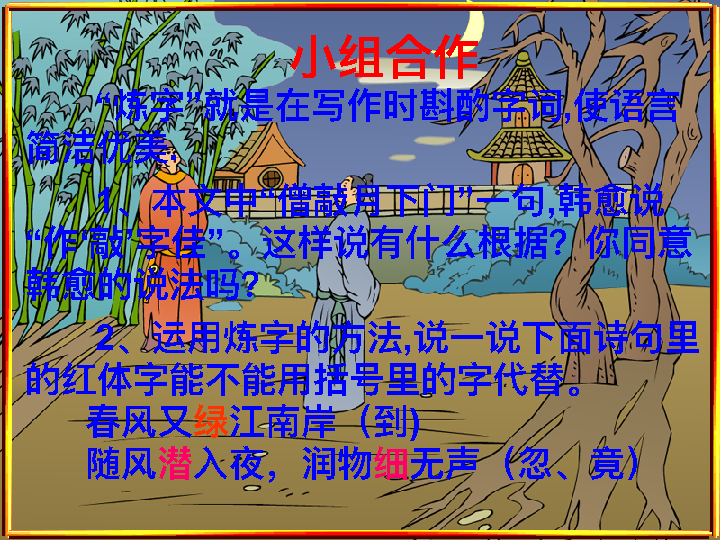 小组合作
“炼字”就是在写作时斟酌字词,使语言
简洁优美.
1、本文中“僧敲月下门”一句,韩愈说
“作‘敲’字佳”。这样说有什么根据？你同意
韩愈的说法吗？
2、运用炼字的方法,说一说下面诗句里
的红体字能不能用括号里的字代替。
春风又绿江南岸（到)
随风潜入夜，润物细无声（忽、竟）